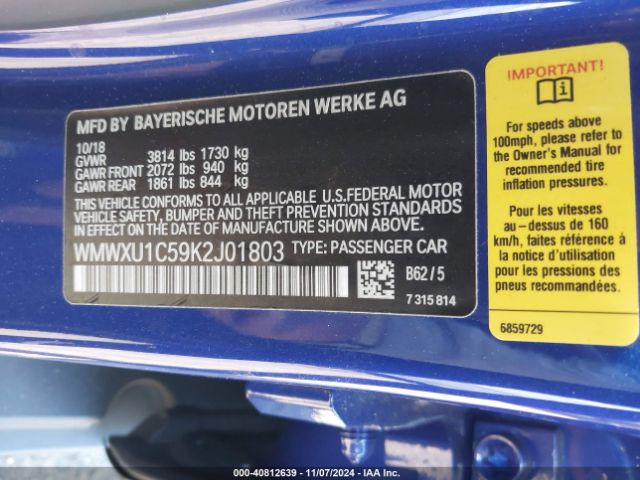 MFD BY BAYERISCHE MOTOREN WERKE AG
10/18
GVWR 3814 lbs 1730 kg
GAWR FRONT 2072 lbs 940 kg
GAWR REAR 1861 lbs 844 kg
THIS VEHICLE CONFORMS TO ALL APPLICABLE U.S.FEDERAL MOTOR
VEHICLE SAFETY, BUMPER AND THEFT PREVENTION STANDARDS
IN EFFECT ON THE DATE OF MANUFACTURE SHOWN ABOVE.
WMWXU1C59K2J01803 TYPE: PASSENGER CAR
B62/5
7 315 814
IMPORTANT!
For speeds above
100mph, please refer to
the Owner's Manual for
recommended tire
inflation pressures.
Pour les vitesses
au-dessus de 160
km/h, faire référence à
la notice d'utilisation
pour les pressions des
pneus recommandées.
6859729
000-40812639 - 11/07/2024 - IAA Inc.